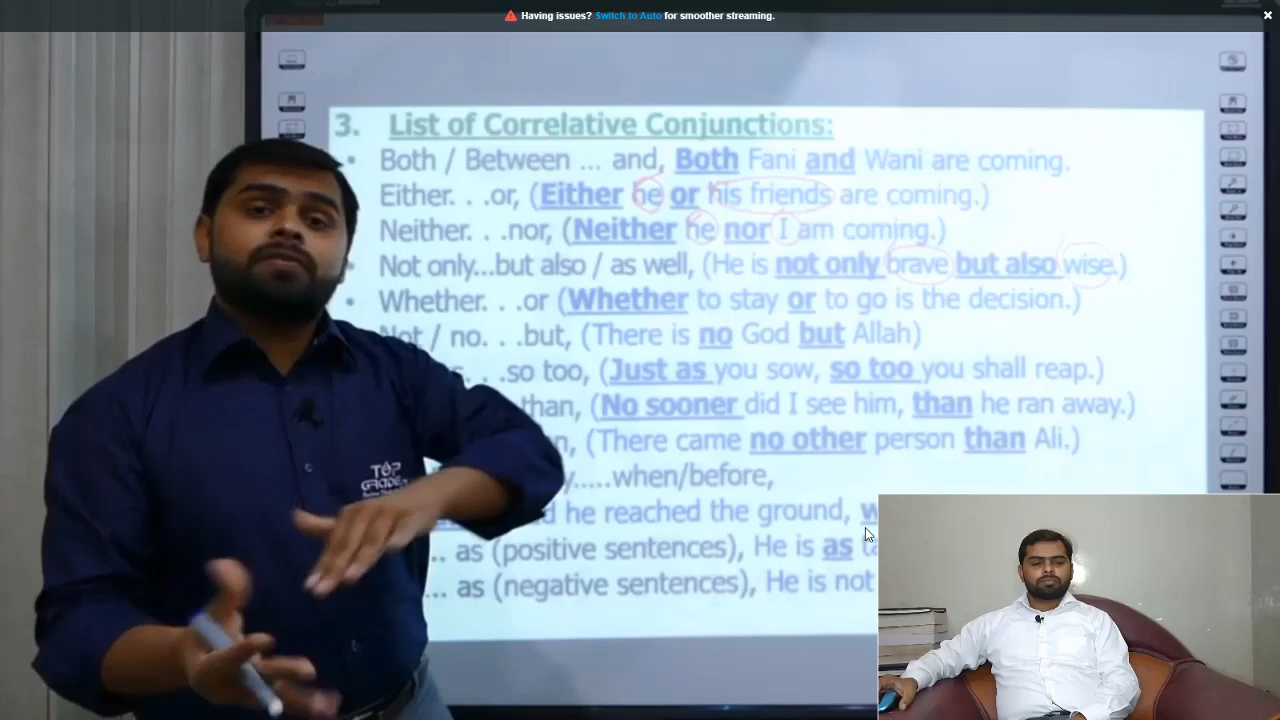 Having issues? Switch to Auto for smoother streaming.
3. List of Correlative Conjunctions:
• Both / Between ... and, Both Fani and Wani are coming.
Either. . .or, (Either he or his friends are coming.)
Neither. . .nor, (Neither he nor I am coming.)
• Not only...but also / as well, (He is not only brave but also wise.)
• Whether. . .or (Whether to stay or to go is the decision.)
Not / no. . .but, (There is no God but Allah)
. . .so too, (Just as you sow, so too you shall reap.)
than, (No sooner did I see him, than he ran away.)
(There came no other person than Ali.)
.....when/before,
he reached the ground,
.. as (positive sentences), He is as
... as (negative sentences), He is not
TOP
GRADE